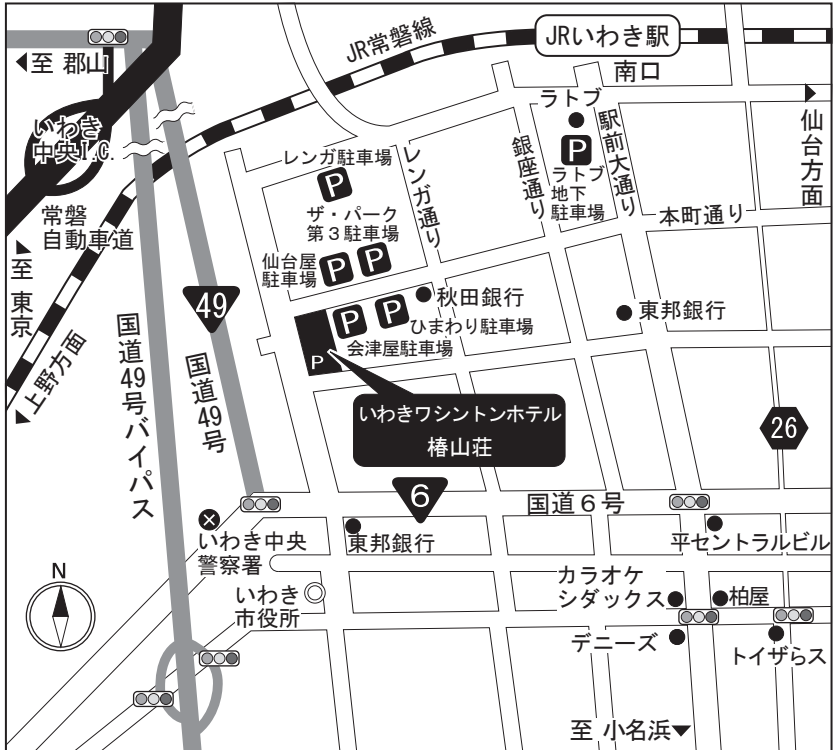 JRいわき駅
JR常磐線
南口
◀至 郡山
いわき
中央I.C.
常磐
自動車道
▲至 東京
▼上野方面
▶仙台方面
ラトブ
P
ラトブ
地下
駐車場
駅前大通り
銀座通り
レンガ通り
本町通り
レンガ駐車場
P
ザ・パーク
第3駐車場
P
仙台屋
駐車場
P
秋田銀行
P
ひまわり駐車場
P
会津屋駐車場
P
東邦銀行
いわきワシントンホテル
椿山荘
49
国道49号
国道49号バイパス
26
6
国道6号
いわき中央
警察署
東邦銀行
平セントラルビル
いわき
市役所
カラオケ
シダックス
柏屋
デニーズ
トイザらス
N
至 小名浜▼